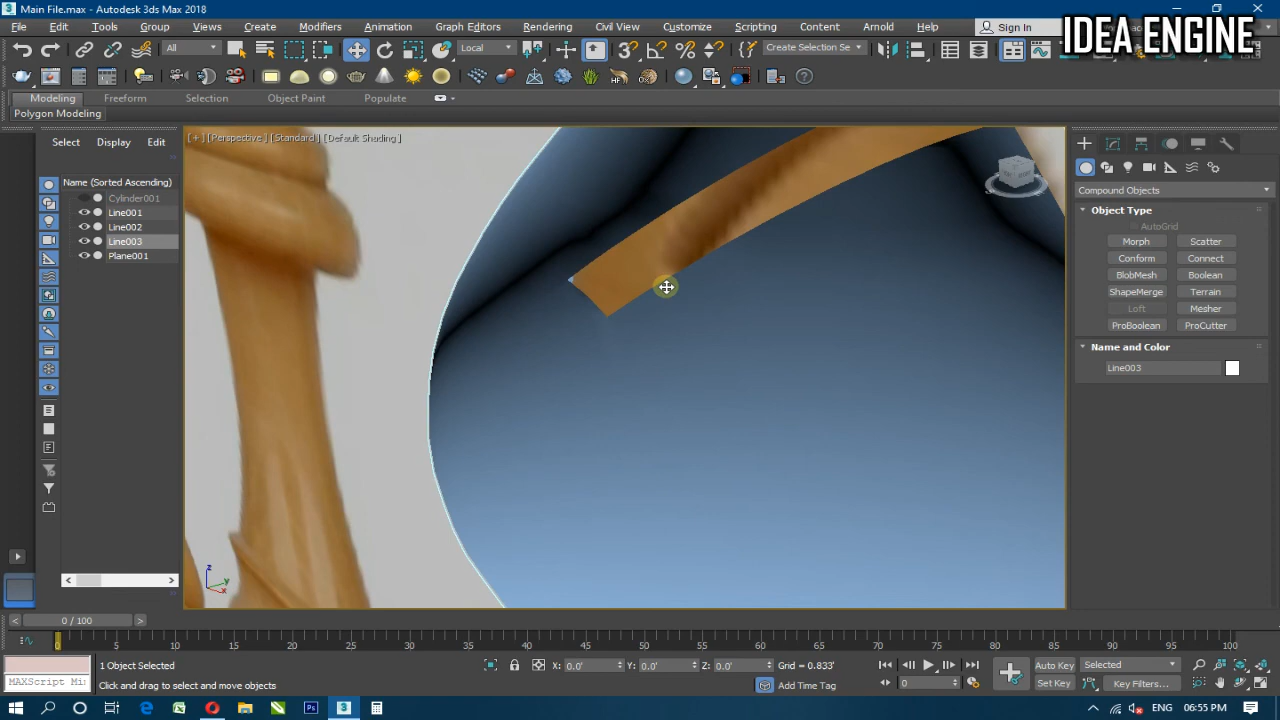 Main File.max - Autodesk 3ds Max 2018
File Edit Tools Group Views Create Modifiers Animation Graph Editors Rendering Civil View Customize Scripting Content Arnold Help Sign In
IDEA ENGINE
All Local Create Selection Se
Modeling Freeform Selection Object Paint Populate
Polygon Modeling
Select Display Edit
Name (Sorted Ascending)
Cylinder001
Line001
Line002
Line003
Plane001
[ + ] [Perspective ] [Standard ] [Default Shading ]
Compound Objects
Object Type
AutoGrid
Morph Scatter
Conform Connect
BlobMesh Boolean
ShapeMerge Terrain
Loft Mesher
ProBoolean ProCutter
Name and Color
Line003
z
y
x
0 / 100
0 5 10 15 20 25 30 35 40 45 50 55 60 65 70 75 80 85 90 95 100
1 Object Selected X: 0.0' Y: 0.0' Z: 0.0' Grid = 0.833' Auto Key Selected
MAXScript Mi Click and drag to select and move objects Add Time Tag 0 Set Key Key Filters...
ENG 06:55 PM